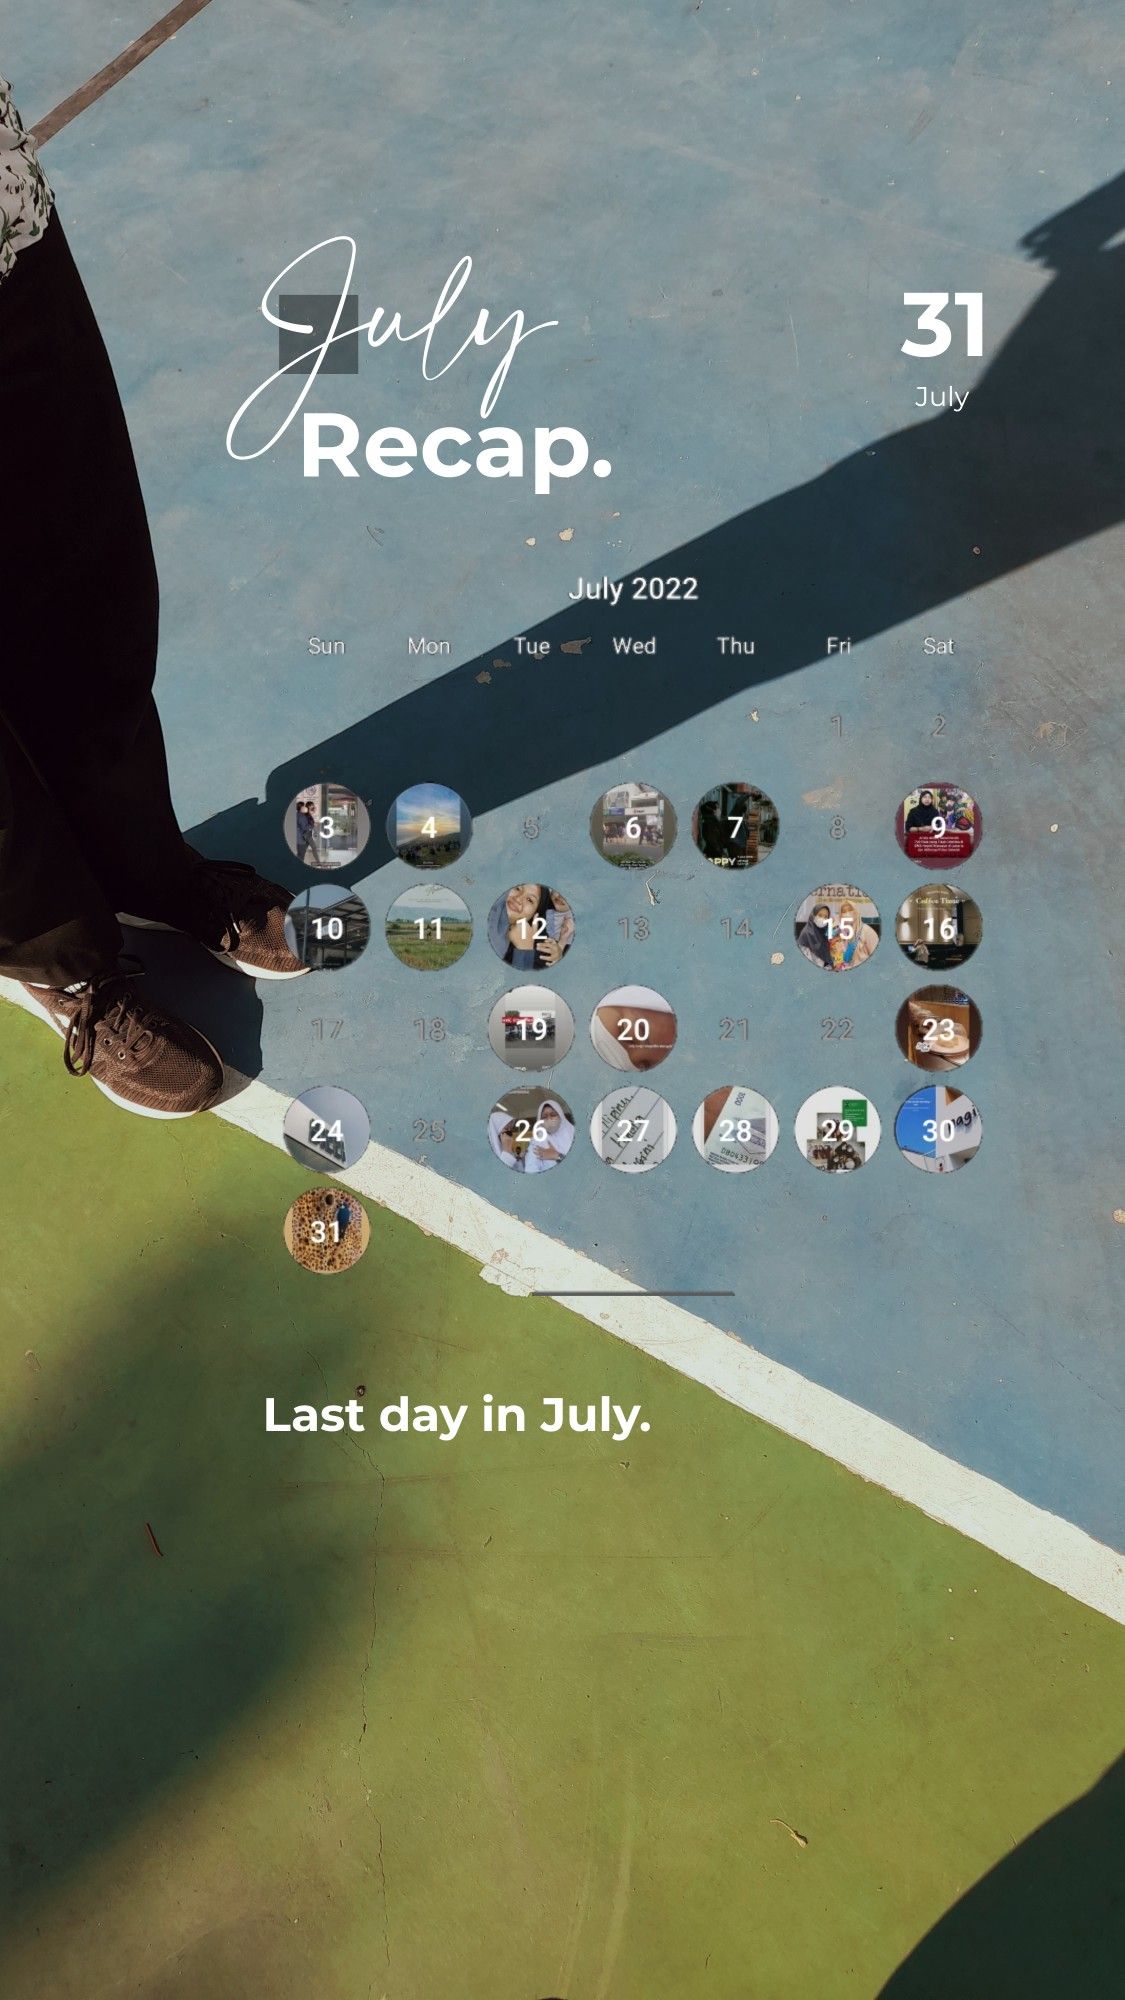 July
Recap.
31
July
July 2022
Sun Mon Tue Wed Thu Fri Sat
1 2
3 4 5 6 7 8 9
10 11 12 13 14 15 16
17 18 19 20 21 22 23
24 25 26 27 28 29 30
31
Last day in July.